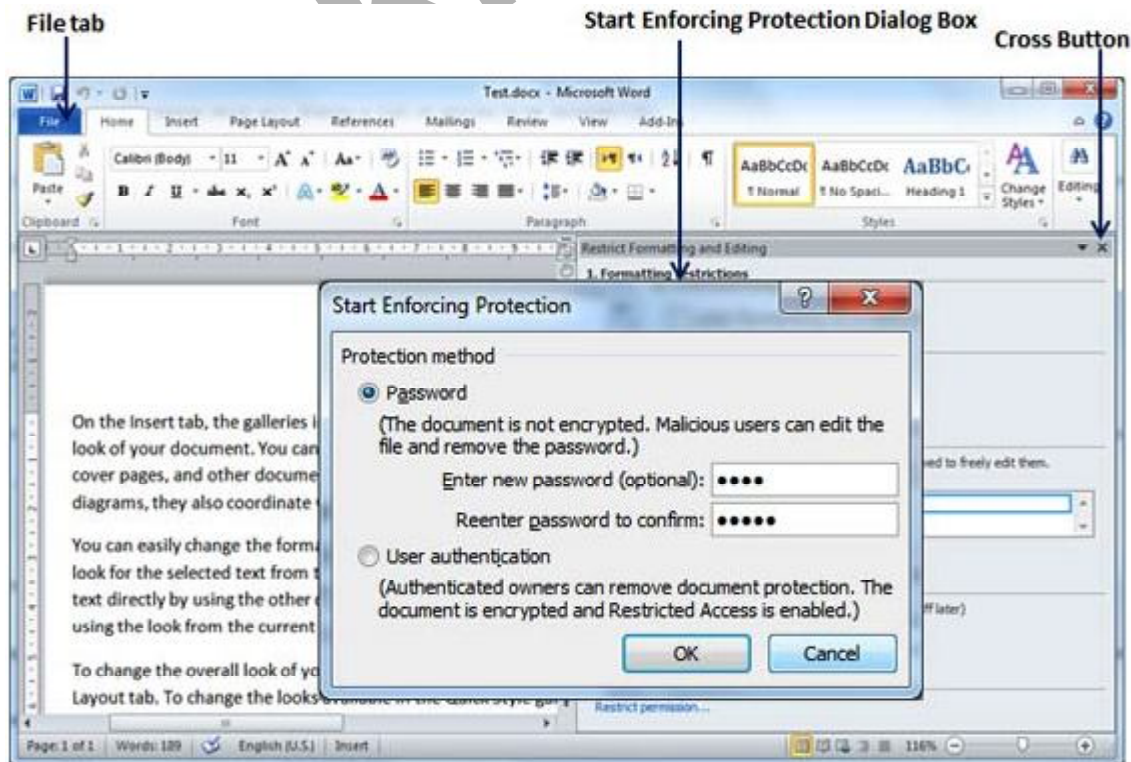 File tab
Start Enforcing Protection Dialog Box
Cross Button
Test.docx - Microsoft Word
File Home Insert Page Layout References Mailings Review View Add-In
Calibri (Body) 11
Paste
B I U abc x, x²
AaBbCcDc AaBbCcDc AaBbC
¶ Normal ¶ No Spaci... Heading 1
Change Styles
Editing
Clipboard Font Paragraph Styles
Restrict Formatting and Editing
1. Formatting restrictions
Start Enforcing Protection
Protection method
Password
(The document is not encrypted. Malicious users can edit the
file and remove the password.)
Enter new password (optional): ••••
Reenter password to confirm: •••••
User authentication
(Authenticated owners can remove document protection. The
document is encrypted and Restricted Access is enabled.)
OK Cancel
On the Insert tab, the galleries i
look of your document. You can
cover pages, and other docume
diagrams, they also coordinate
You can easily change the forma
look for the selected text from t
text directly by using the other
using the look from the current
To change the overall look of yo
Layout tab. To change the looks available in the Quick Style gal
ed to freely edit them.
ff later)
Restrict permission...
Page: 1 of 1 Words: 189 English (U.S.) Insert 116%